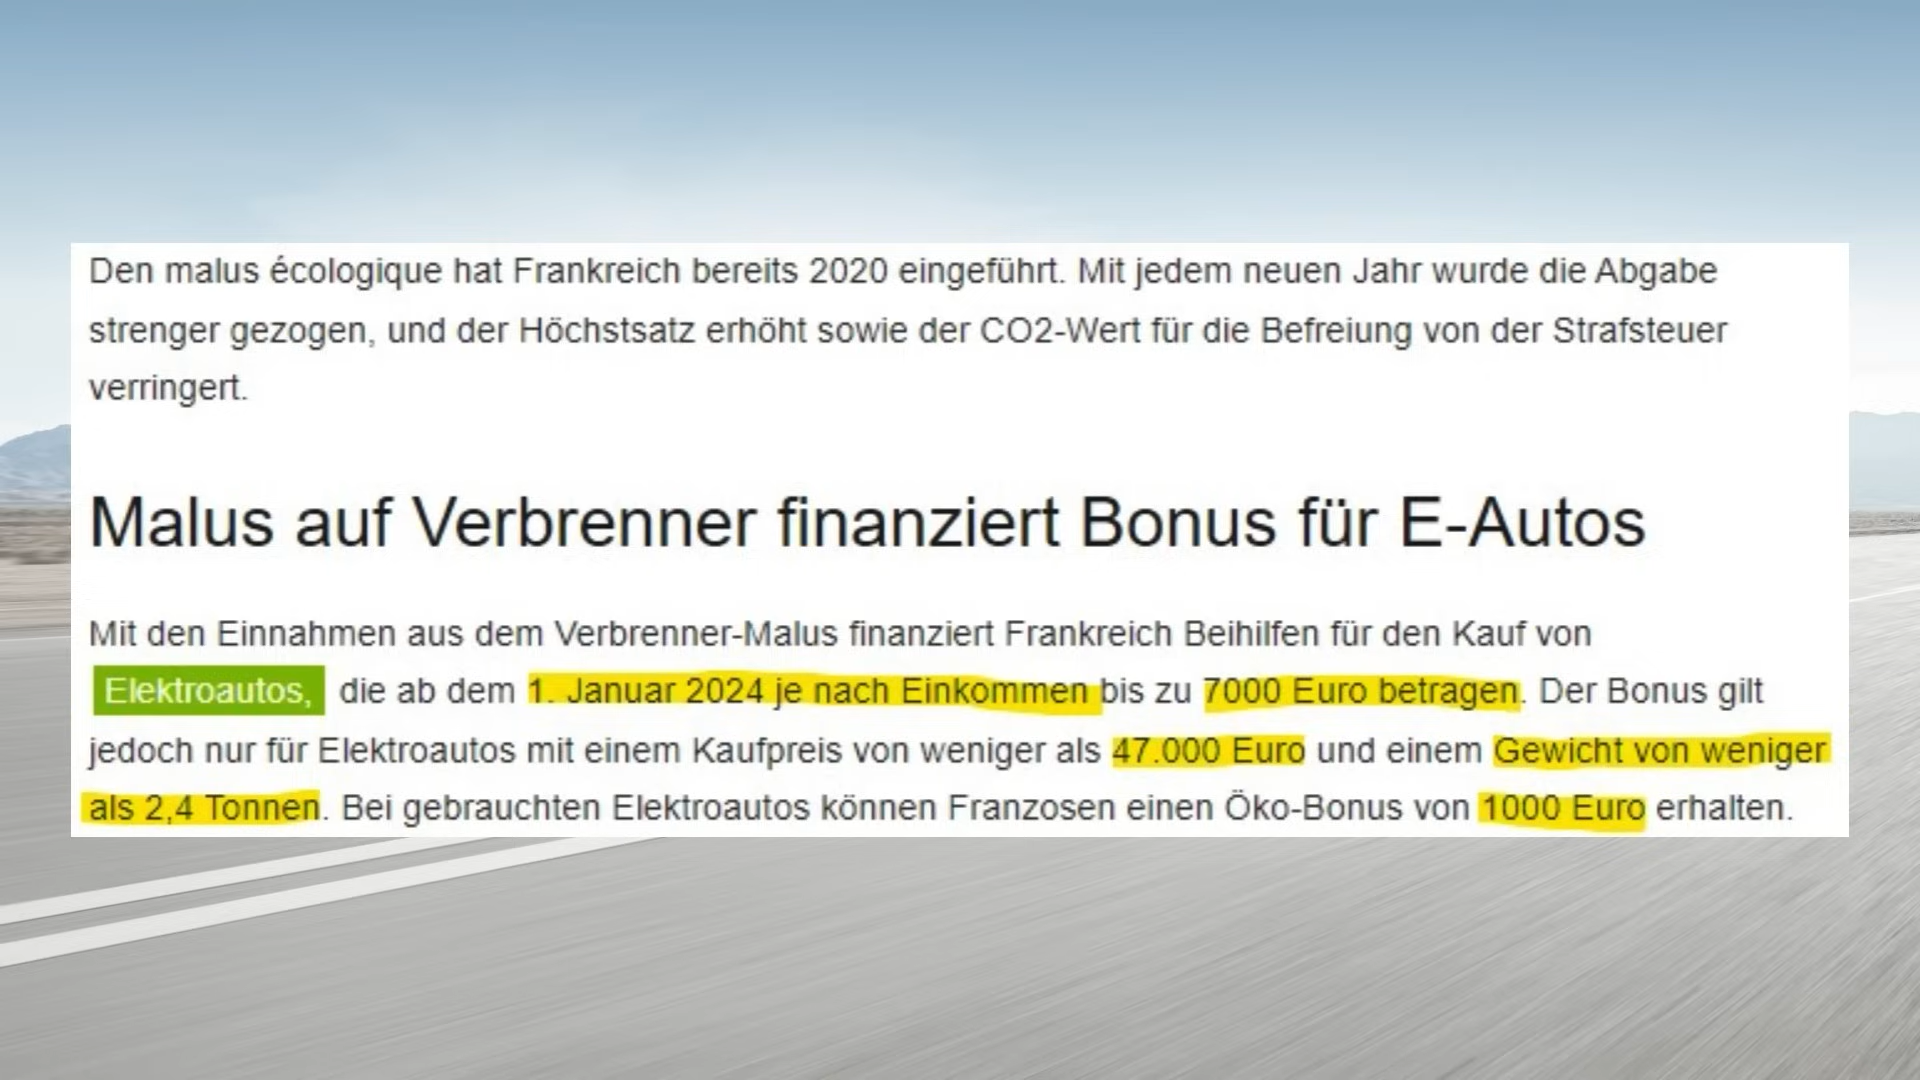 Den malus écologique hat Frankreich bereits 2020 eingeführt. Mit jedem neuen Jahr wurde die Abgabe
strenger gezogen, und der Höchstsatz erhöht sowie der CO2-Wert für die Befreiung von der Strafsteuer
verringert.
Malus auf Verbrenner finanziert Bonus für E-Autos
Mit den Einnahmen aus dem Verbrenner-Malus finanziert Frankreich Beihilfen für den Kauf von
Elektroautos, die ab dem 1. Januar 2024 je nach Einkommen bis zu 7000 Euro betragen. Der Bonus gilt
jedoch nur für Elektroautos mit einem Kaufpreis von weniger als 47.000 Euro und einem Gewicht von weniger
als 2,4 Tonnen. Bei gebrauchten Elektroautos können Franzosen einen Öko-Bonus von 1000 Euro erhalten.